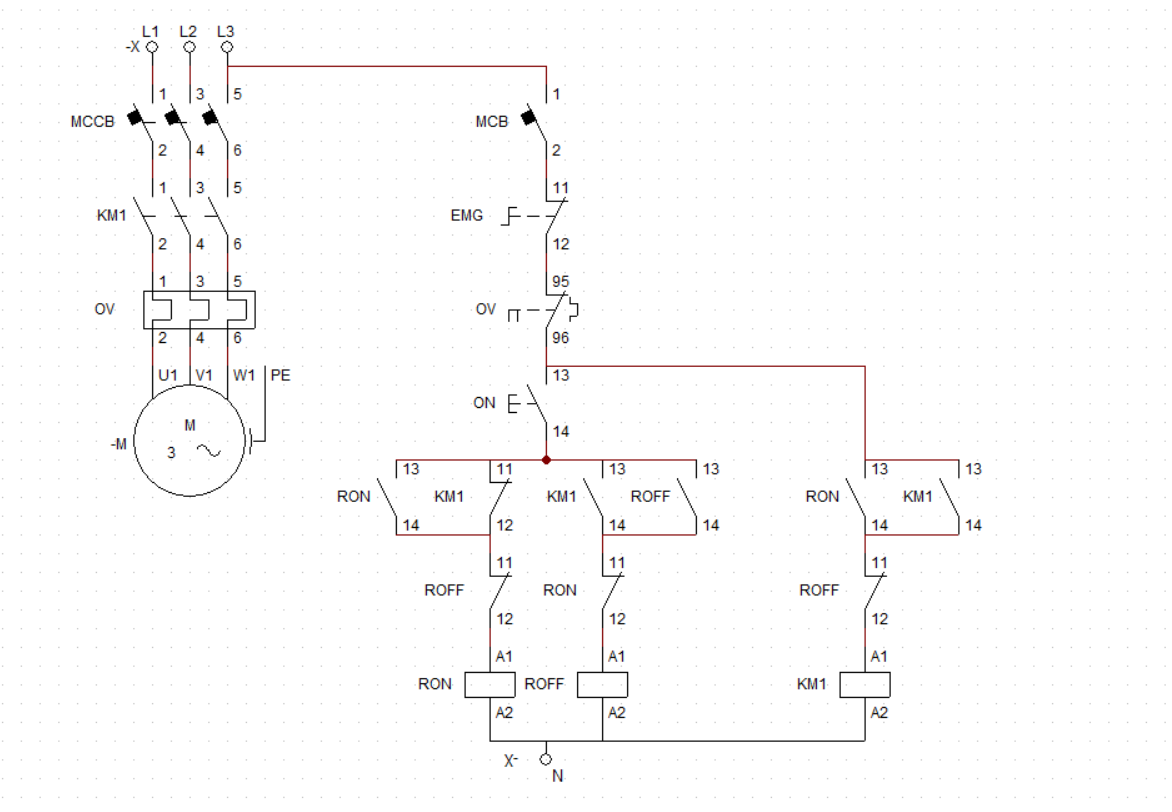 L1 L2 L3
-X
1 3 5 1
MCCB MCB
2 4 6 2
1 3 5 11
KM1 EMG
2 4 6 12
1 3 5 95
OV OV
2 4 6 96
U1 V1 W1 PE 13
ON
M
14
-M
3
13 11 13 13 13 13
RON KM1 KM1 ROFF RON KM1
14 12 14 14 14 14
11 11 11
ROFF RON ROFF
12 12 12
A1 A1 A1
RON ROFF KM1
A2 A2 A2
X-
N